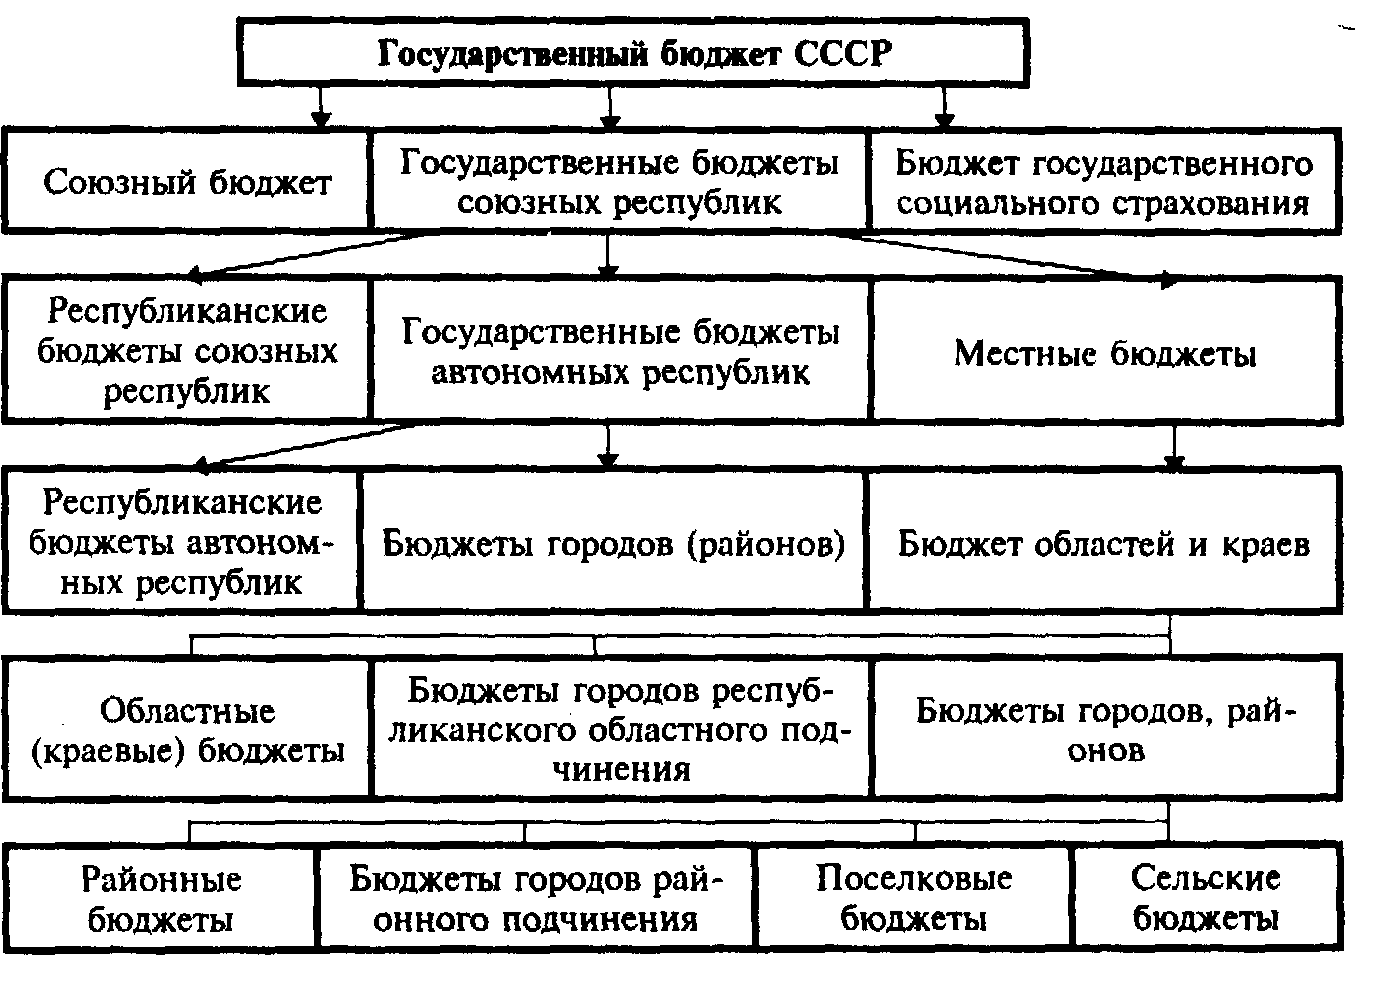 Государственный бюджет СССР
Союзный бюджет
Государственные бюджеты
союзных республик
Бюджет государственного
социального страхования
Республиканские
бюджеты союзных
республик
Государственные бюджеты
автономных республик
Местные бюджеты
Республиканские
бюджеты автоном-
ных республик
Бюджеты городов (районов)
Бюджет областей и краев
Областные
(краевые) бюджеты
Бюджеты городов респуб-
ликанского областного под-
чинения
Бюджеты городов, рай-
онов
Районные
бюджеты
Бюджеты городов рай-
онного подчинения
Поселковые
бюджеты
Сельские
бюджеты